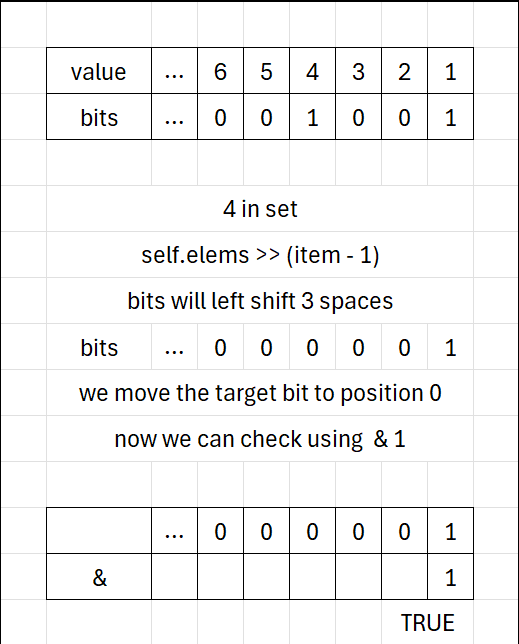 value ... 6 5 4 3 2 1
bits ... 0 0 1 0 0 1
4 in set
self.elems >> (item - 1)
bits will left shift 3 spaces
bits ... 0 0 0 0 0 1
we move the target bit to position 0
now we can check using & 1
... 0 0 0 0 0 1
& 1
TRUE